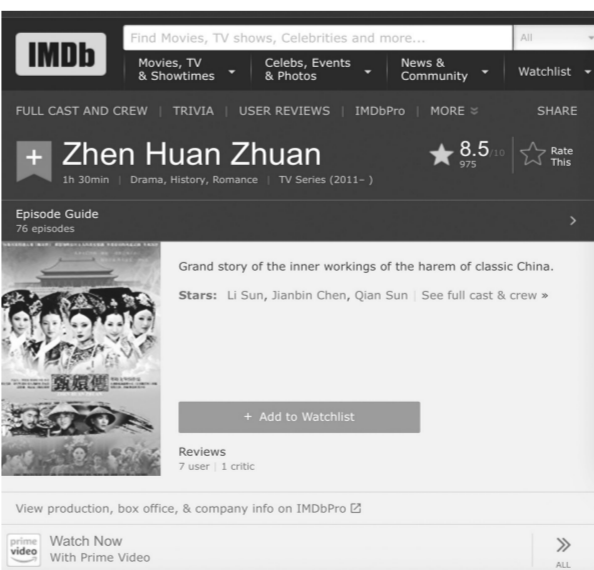 IMDb
Find Movies, TV shows, Celebrities and more...
All
Movies, TV
& Showtimes
Celebs, Events
& Photos
News &
Community
Watchlist
FULL CAST AND CREW | TRIVIA | USER REVIEWS | IMDbPro | MORE
SHARE
Zhen Huan Zhuan
8.5/10
975
Rate
This
1h 30min | Drama, History, Romance | TV Series (2011– )
Episode Guide
76 episodes
Grand story of the inner workings of the harem of classic China.
Stars: Li Sun, Jianbin Chen, Qian Sun | See full cast & crew »
甄嬛傳
+ Add to Watchlist
Reviews
7 user | 1 critic
View production, box office, & company info on IMDbPro
prime
video
Watch Now
With Prime Video
ALL